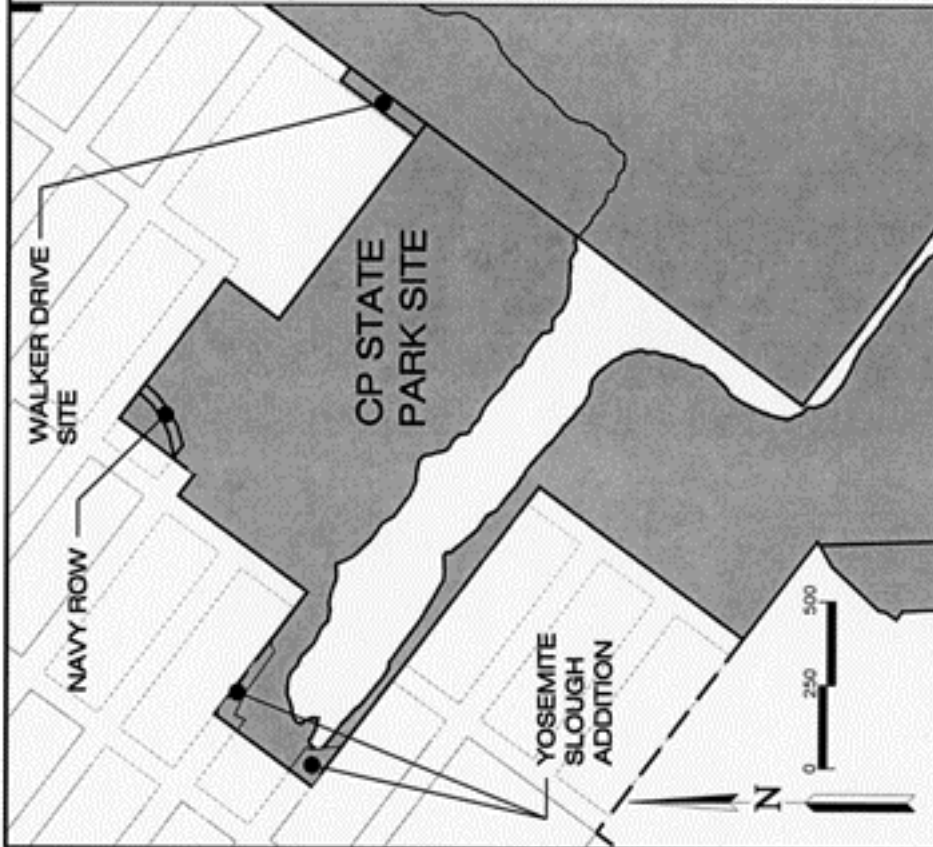 WALKER DRIVE
SITE
NAVY ROW
CP STATE
PARK SITE
YOSEMITE
SLOUGH
ADDITION
0 250 500
N